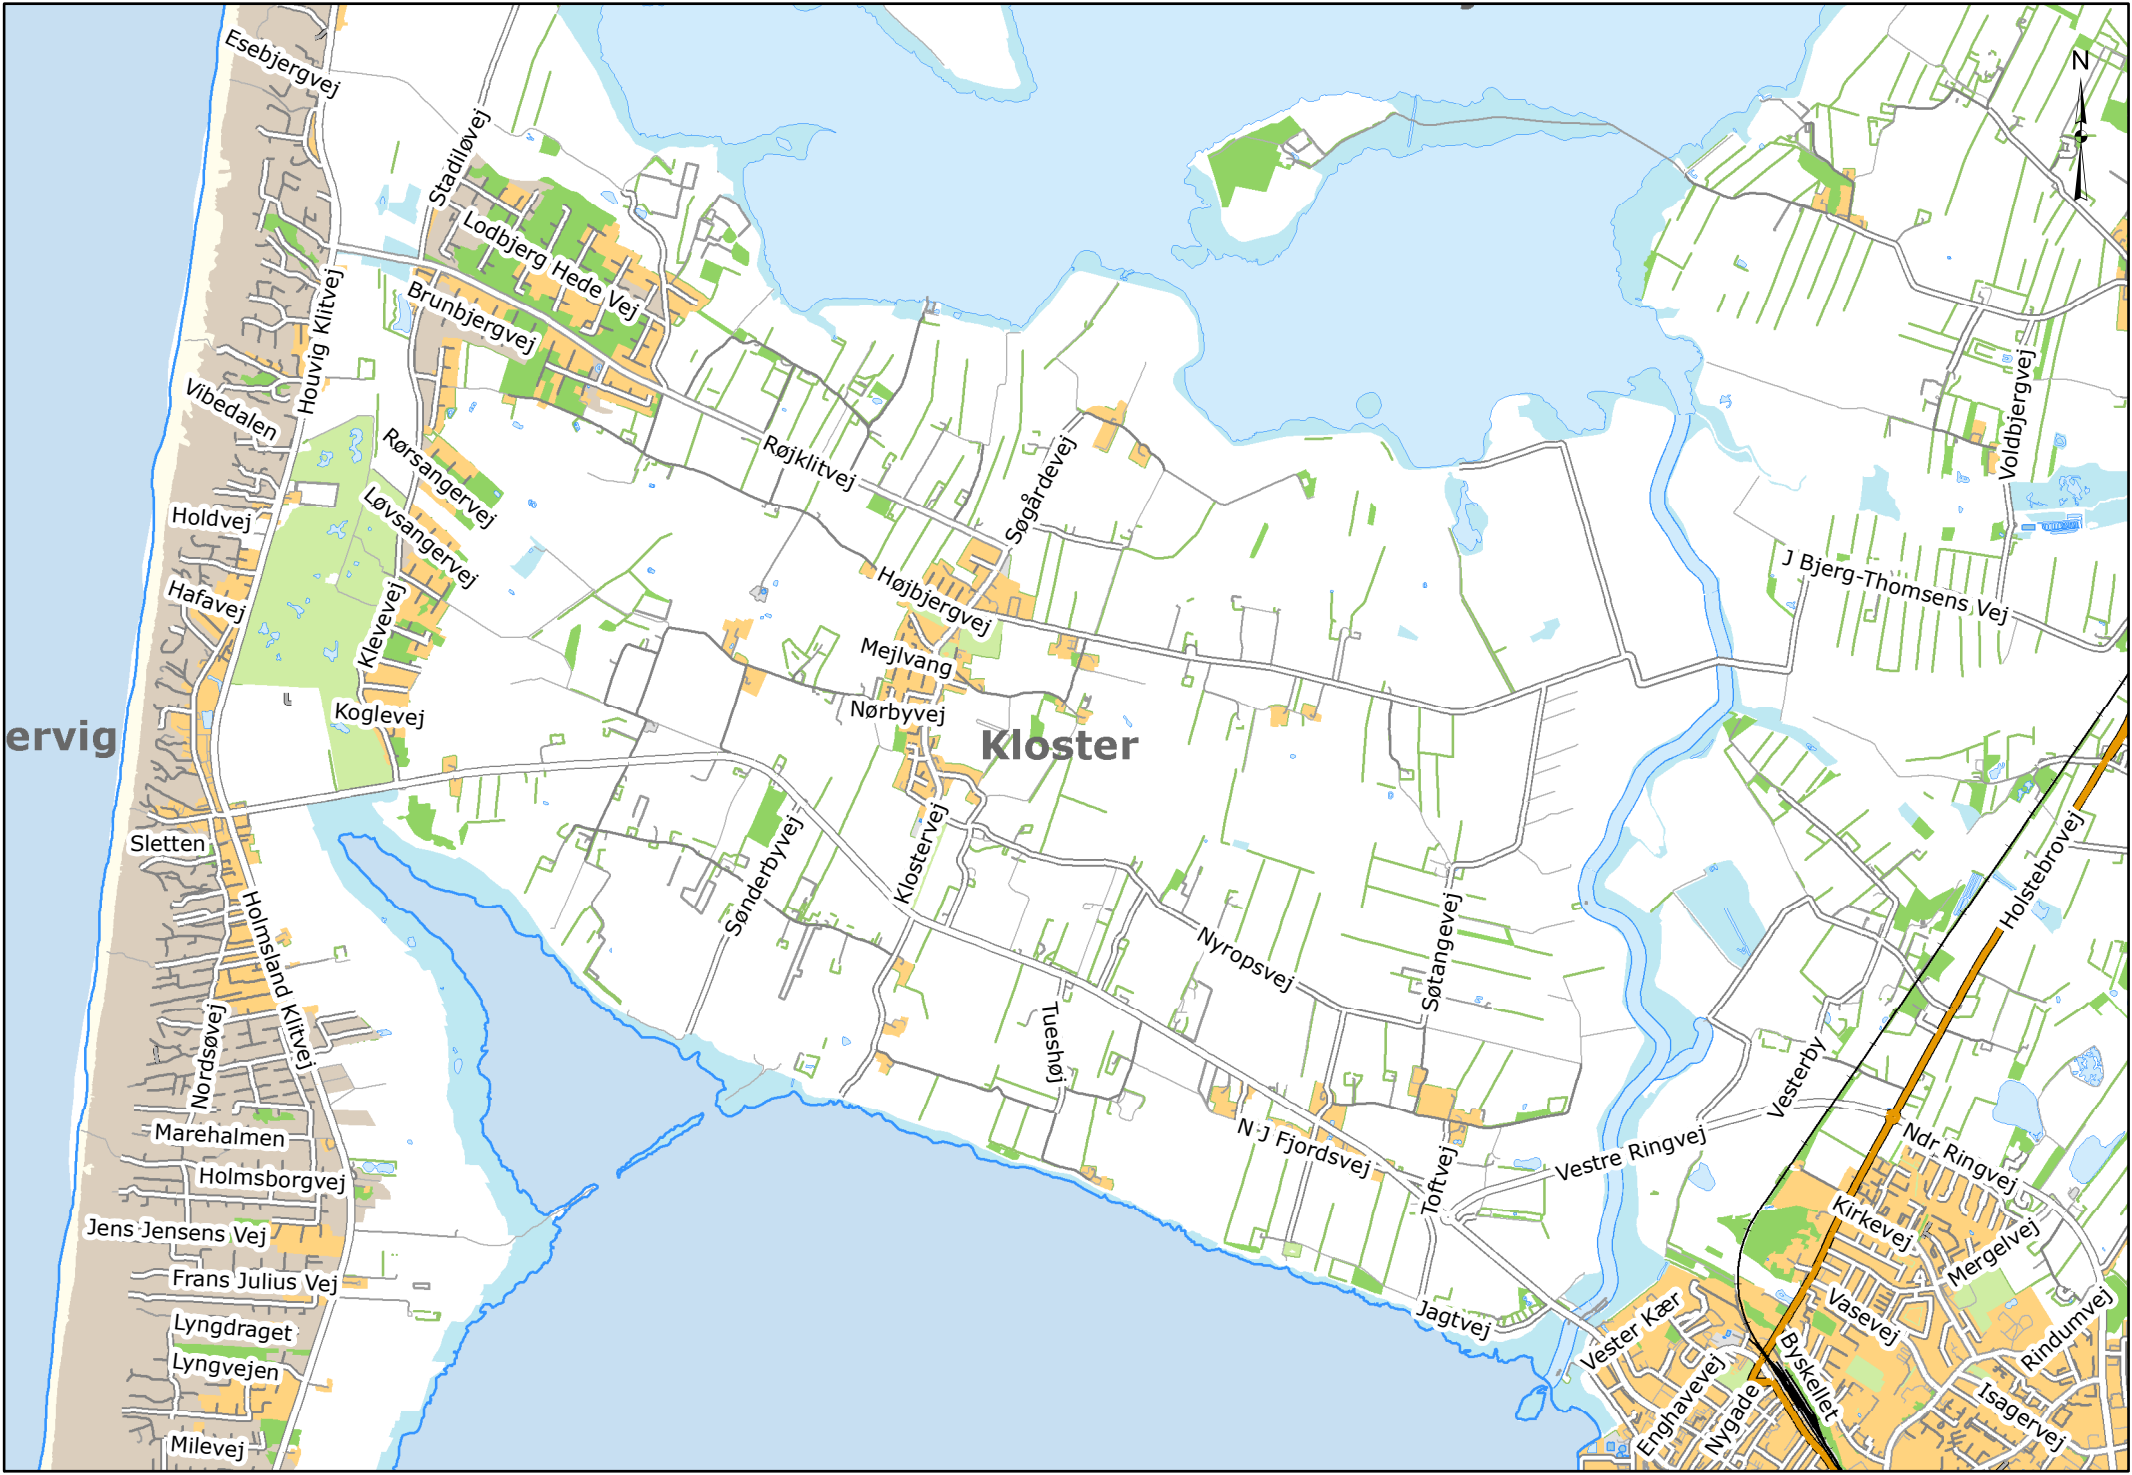 Esebjergvej
N
Stadiløvej
Lodbjerg Hede Vej
Houvig Klitvej
Brunbjergvej
Vibedalen
Voldbjergvej
Rørsangervej
Røjklitvej
Søgårdevej
Løvsangervej
Holdvej
J Bjerg-Thomsens Vej
Hafavej
Højbjergvej
Klevevej
Mejlvang
Koglevej
Nørbyvej
ervig
Kloster
Sletten
Sønderbyvej
Klostervej
Holstebrovej
Holmsland Klitvej
Nyropsvej
Søtangevej
Nordsøvej
Tueshøj
Vesterby
Marehalmen
N J Fjordsvej
Vestre Ringvej
Ndr. Ringvej
Holmsborgvej
Toftvej
Kirkevej
Jens Jensens Vej
Mergelvej
Frans Julius Vej
Jagtvej
Vester Kær
Vasevej
Rindumvej
Lyngdraget
Byskellet
Lyngvejen
Enghavevej
Nygade
Isagervej
Milevej